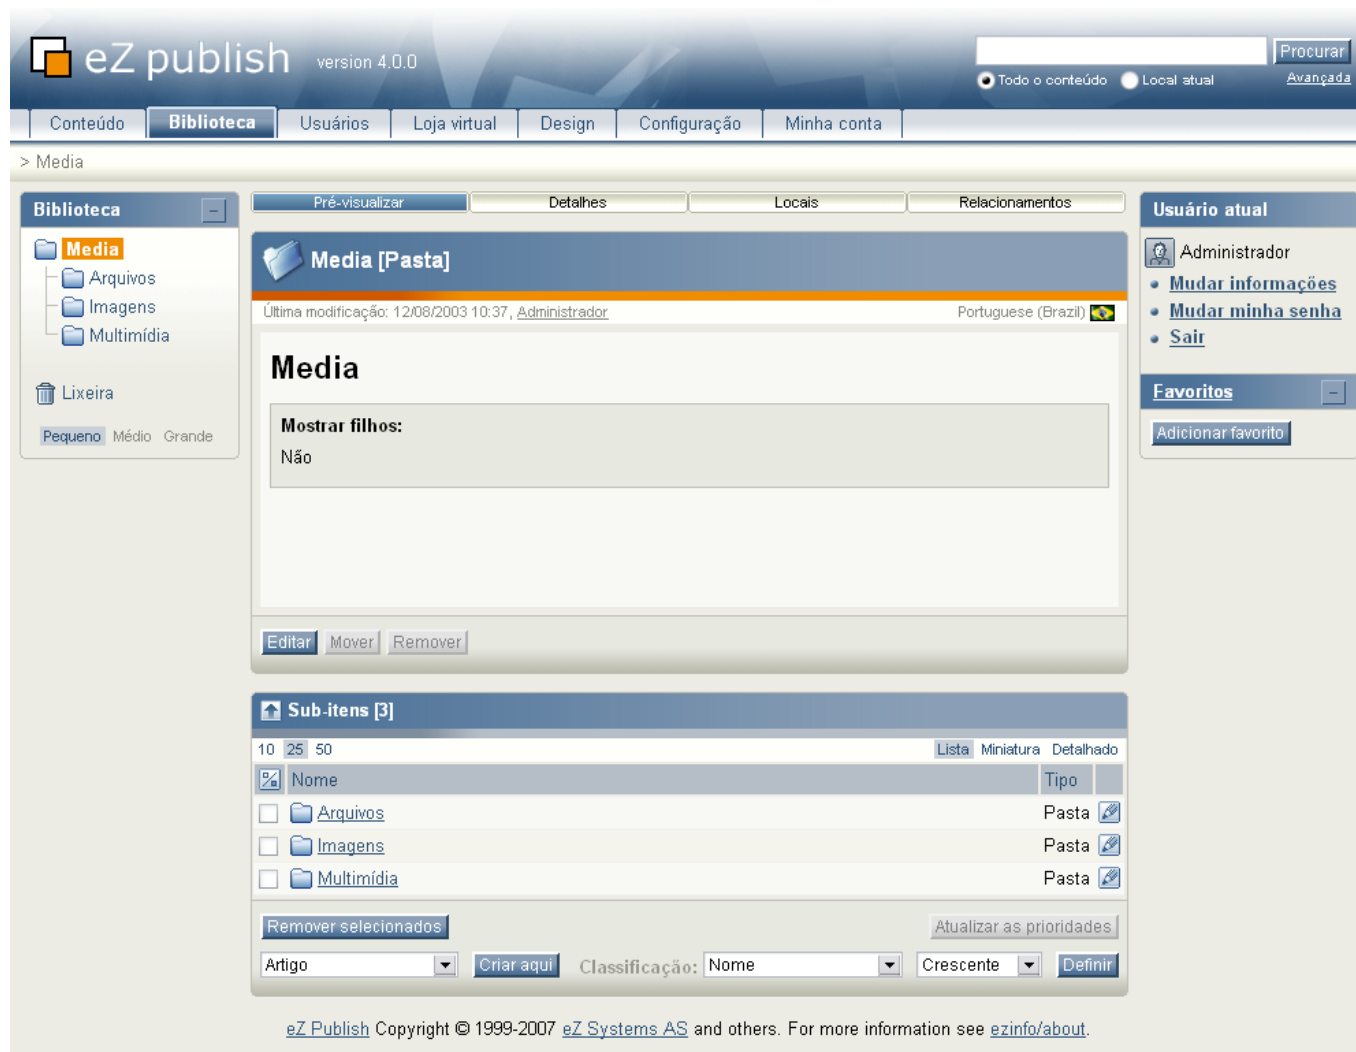 eZ publish version 4.0.0
Procurar
Todo o conteúdo Local atual Avançada
Conteúdo Biblioteca Usuários Loja virtual Design Configuração Minha conta
> Media
Biblioteca
Media
Arquivos
Imagens
Multimídia
Lixeira
Pequeno Médio Grande
Pré-visualizar Detalhes Locais Relacionamentos
Media [Pasta]
Última modificação: 12/08/2003 10:37, Administrador Portuguese (Brazil)
Media
Mostrar filhos:
Não
Editar Mover Remover
Sub-itens [3]
10 25 50 Lista Miniatura Detalhado
Nome Tipo
Arquivos Pasta
Imagens Pasta
Multimídia Pasta
Remover selecionados Atualizar as prioridades
Artigo Criar aqui Classificação: Nome Crescente Definir
Usuário atual
Administrador
Mudar informações
Mudar minha senha
Sair
Favoritos
Adicionar favorito
eZ Publish Copyright © 1999-2007 eZ Systems AS and others. For more information see ezinfo/about.